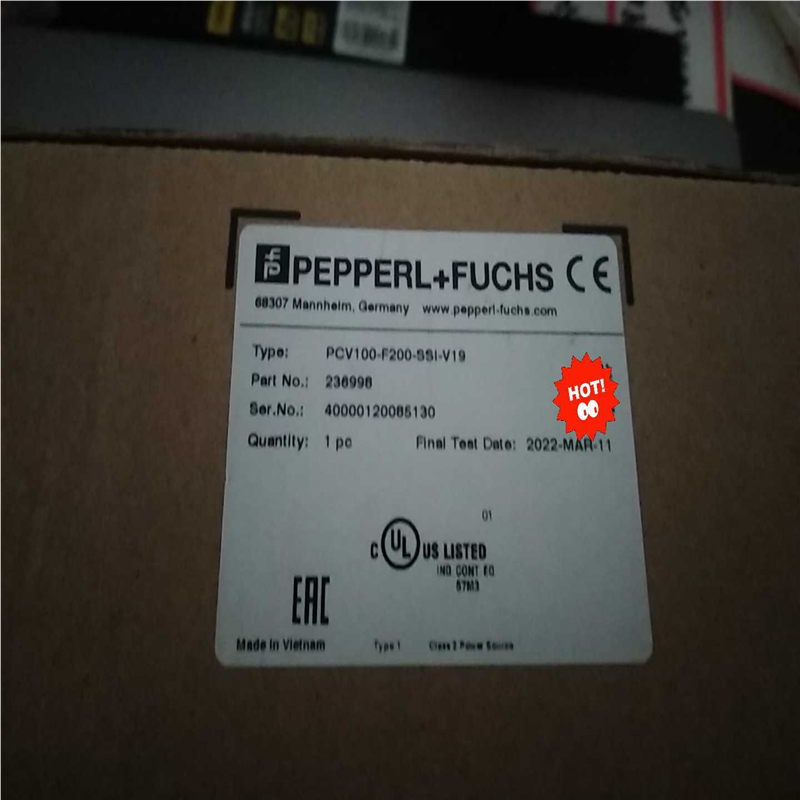 PEPPERL+FUCHS CE
68307 Mannheim, Germany www.pepperl-fuchs.com
Type: PCV100-F200-SSI-V19
Part No.: 236998
HOT!
Ser.No.: 40000120085130
Quantity: 1 pc Final Test Date: 2022-MAR-11
01
C UL US LISTED
IND CONT EQ
67M3
EAC
Made in Vietnam Type 1 Class 2 Power Source